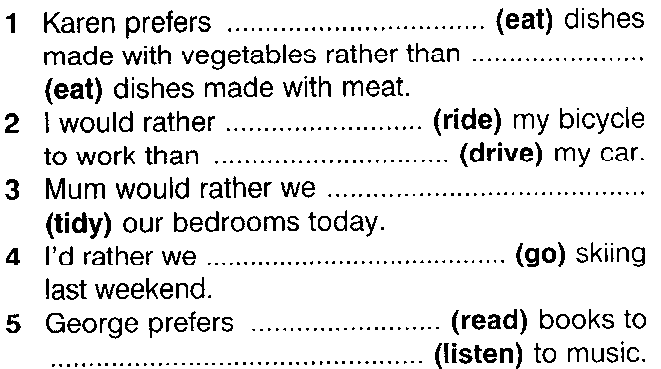 1 Karen prefers ................................. (eat) dishes
made with vegetables rather than ........................
(eat) dishes made with meat.
2 I would rather ......................... (ride) my bicycle
to work than .............................. (drive) my car.
3 Mum would rather we .........................................
(tidy) our bedrooms today.
4 I'd rather we ...................................... (go) skiing
last weekend.
5 George prefers ........................ (read) books to
................................................ (listen) to music.